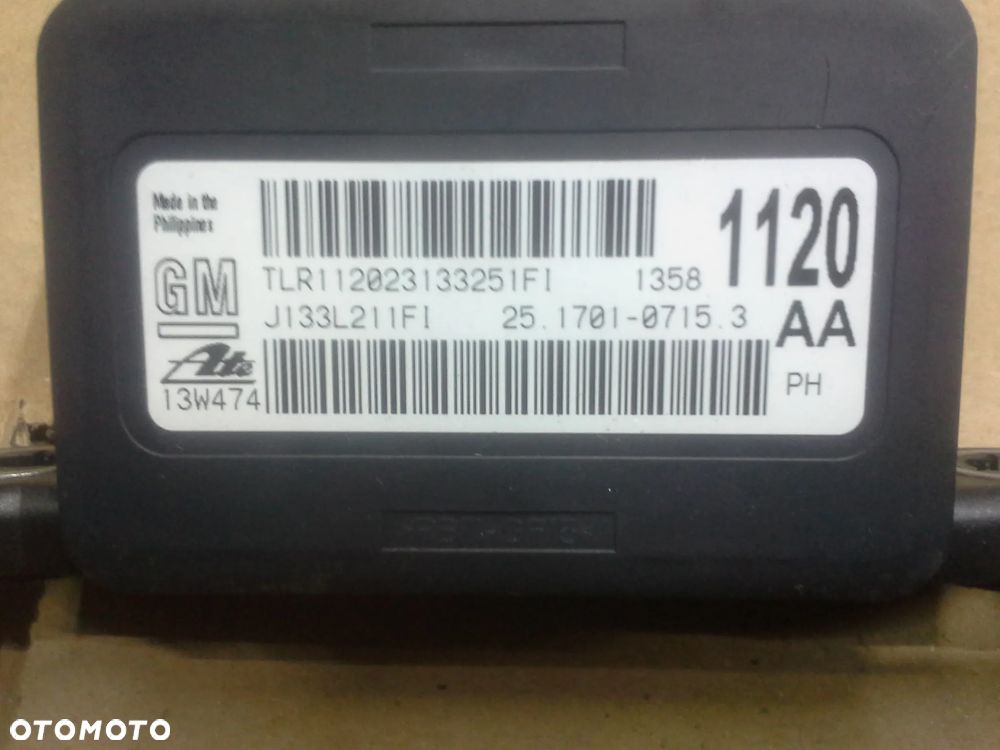 Made in the
Philippines
GM
TLR112023133251FI 1358
1120
J133L211FI 25.1701-0715.3
AA
Ate
13W474
PH
OTOMOTO